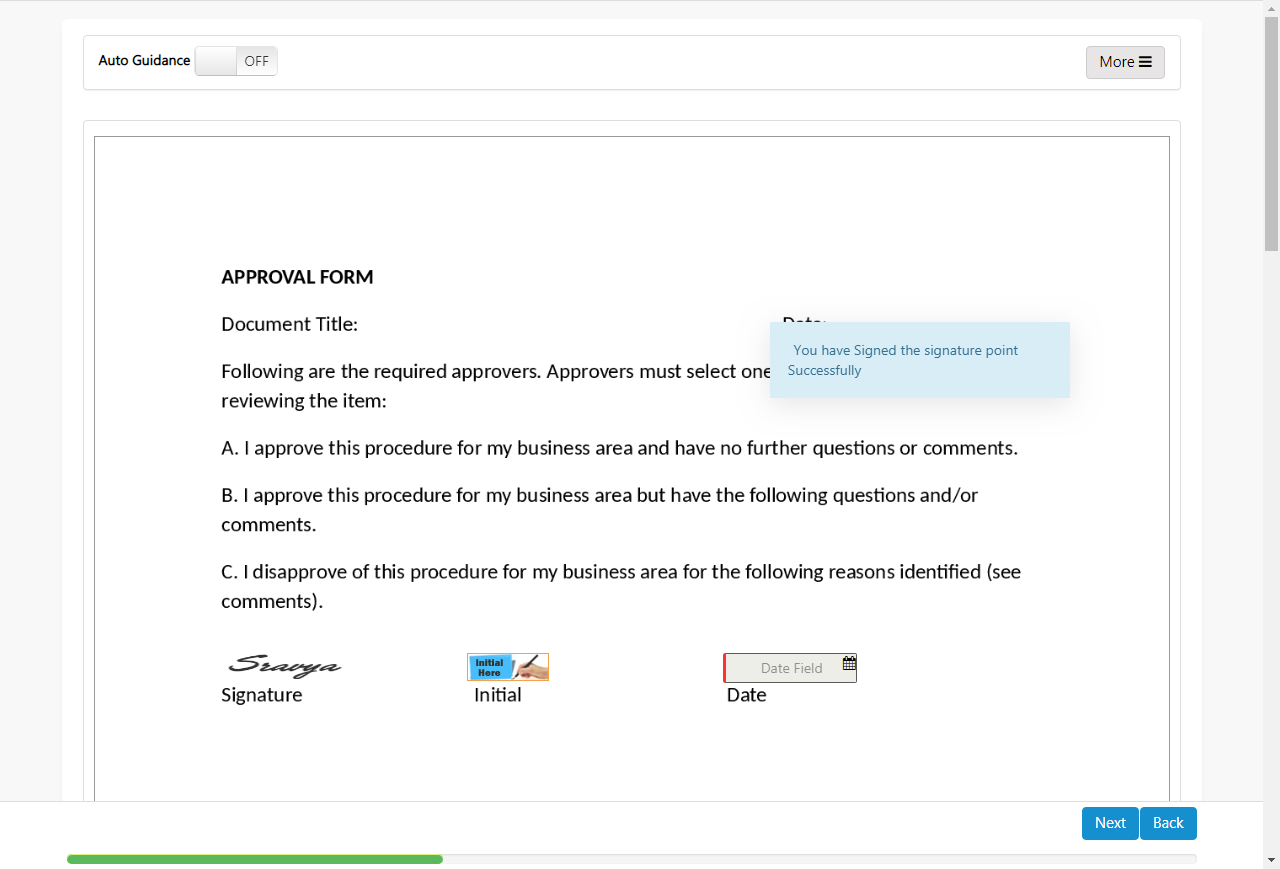 Auto Guidance OFF More
APPROVAL FORM
Document Title:
You have Signed the signature point
Successfully
Following are the required approvers. Approvers must select one
reviewing the item:
A. I approve this procedure for my business area and have no further questions or comments.
B. I approve this procedure for my business area but have the following questions and/or
comments.
C. I disapprove of this procedure for my business area for the following reasons identified (see
comments).
Sravya Initial Date Field
Here
Signature Initial Date
Next Back